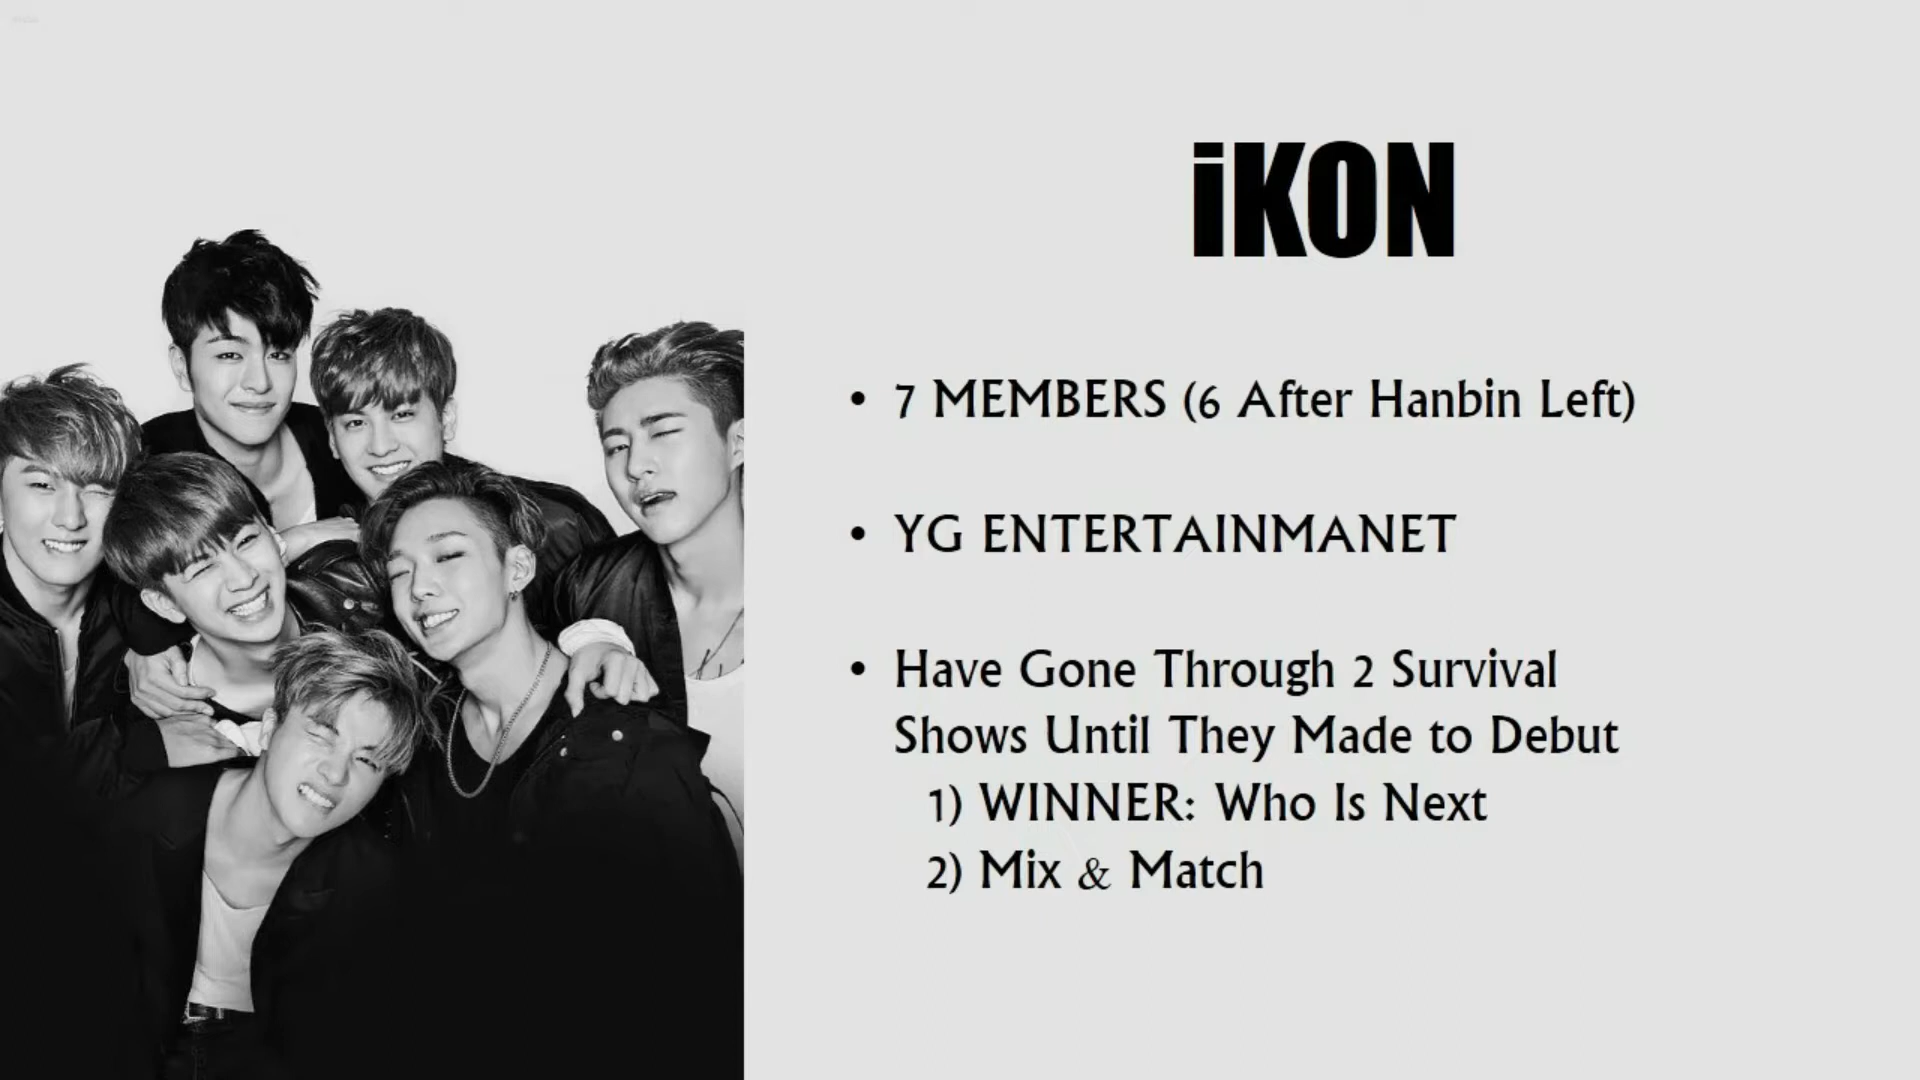 iKON
• 7 MEMBERS (6 After Hanbin Left)
• YG ENTERTAINMANET
• Have Gone Through 2 Survival
Shows Until They Made to Debut
1) WINNER: Who Is Next
2) Mix & Match